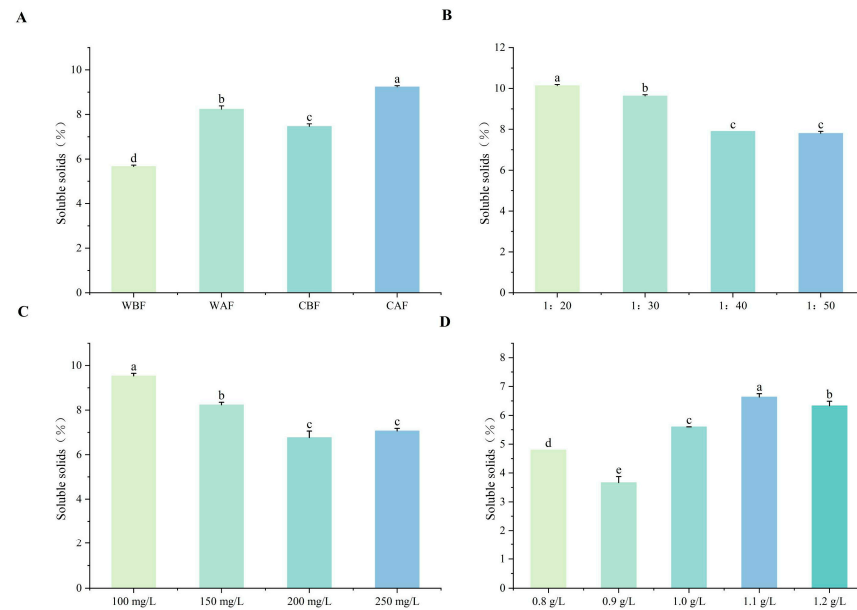 A
Soluble solids（%）
10
8
6
4
2
0
d
b
c
a
WBF WAF CBF CAF
B
Soluble solids（%）
12
10
8
6
4
2
0
a
b
c
c
1：20 1：30 1：40 1：50
C
Soluble solids（%）
10
8
6
4
2
0
a
b
c
c
100 mg/L 150 mg/L 200 mg/L 250 mg/L
D
Soluble solids（%）
8
7
6
5
4
3
2
1
0
d
e
c
a
b
0.8 g/L 0.9 g/L 1.0 g/L 1.1 g/L 1.2 g/L